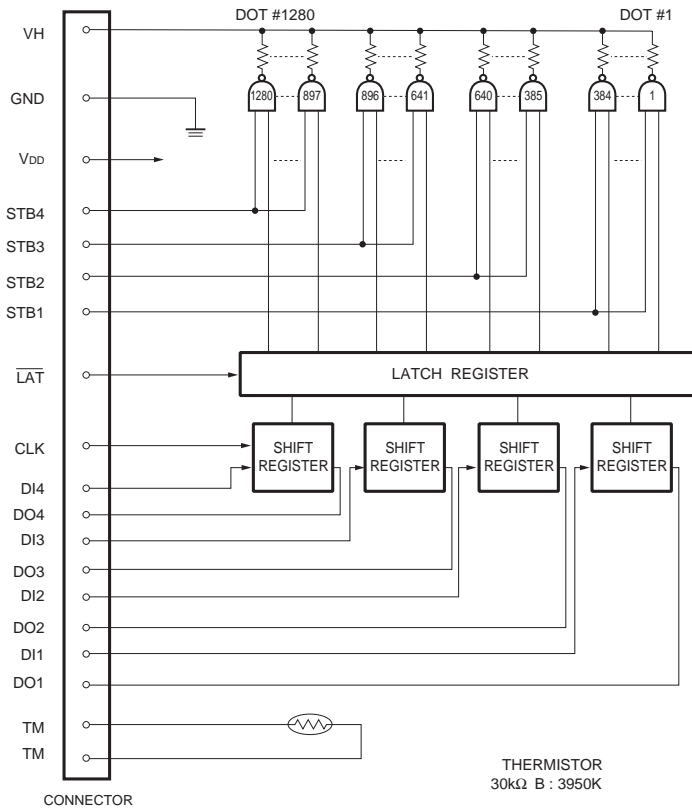 DOT #1280 DOT #1
VH
GND
VDD
STB4
STB3
STB2
STB1
LAT
CLK
DI4
DO4
DI3
DO3
DI2
DO2
DI1
DO1
TM
TM
CONNECTOR
1280 897 896 641 640 385 384 1
LATCH REGISTER
SHIFT
REGISTER
SHIFT
REGISTER
SHIFT
REGISTER
SHIFT
REGISTER
THERMISTOR
30kΩ B : 3950K